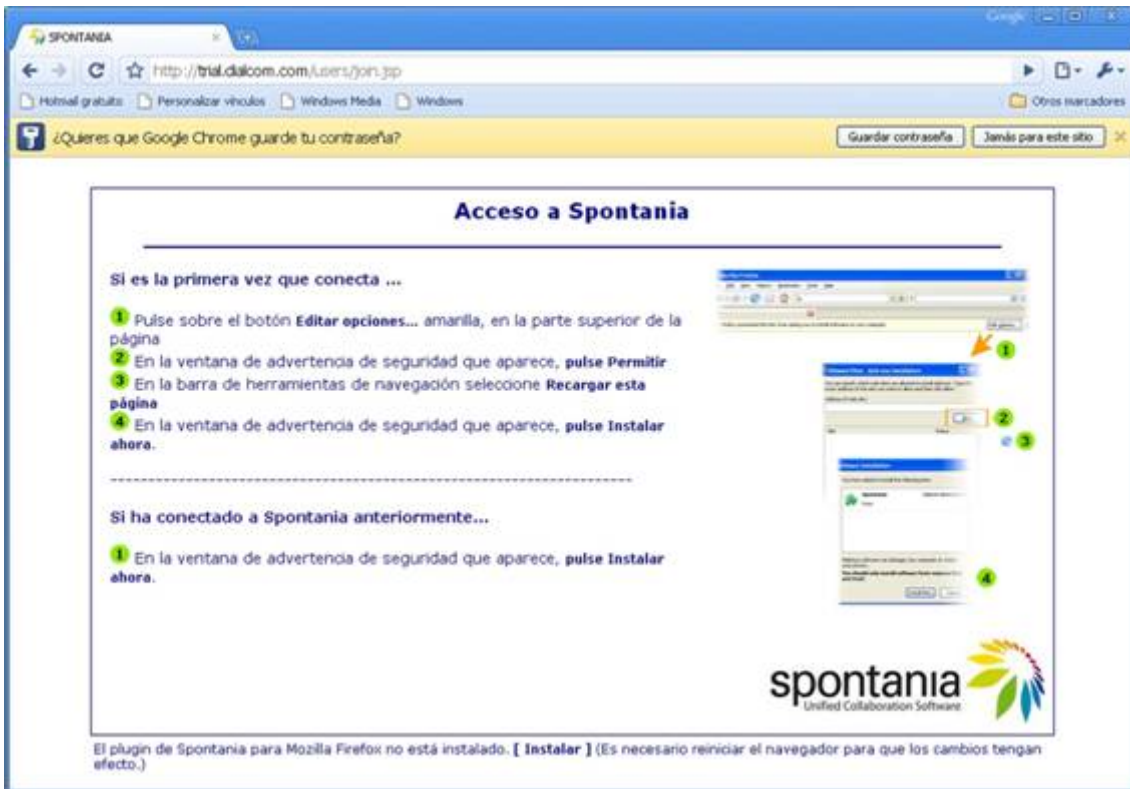 Google
SPONTANIA
http://trial.dialcom.com/users/join.jsp
Hotmail gratuito Personalizar vínculos Windows Media Windows Otros marcadores
¿Quieres que Google Chrome guarde tu contraseña? Guardar contraseña Jamás para este sitio
Acceso a Spontania
Si es la primera vez que conecta ...
1 Pulse sobre el botón Editar opciones... amarilla, en la parte superior de la
página
2 En la ventana de advertencia de seguridad que aparece, pulse Permitir
3 En la barra de herramientas de navegación seleccione Recargar esta
página
4 En la ventana de advertencia de seguridad que aparece, pulse Instalar
ahora.
----------------------------------------------------------------------
Si ha conectado a Spontania anteriormente...
1 En la ventana de advertencia de seguridad que aparece, pulse Instalar
ahora.
1
2
3
4
spontania
Unified Collaboration Software
El plugin de Spontania para Mozilla Firefox no está instalado. [ Instalar ] (Es necesario reiniciar el navegador para que los cambios tengan
efecto.)